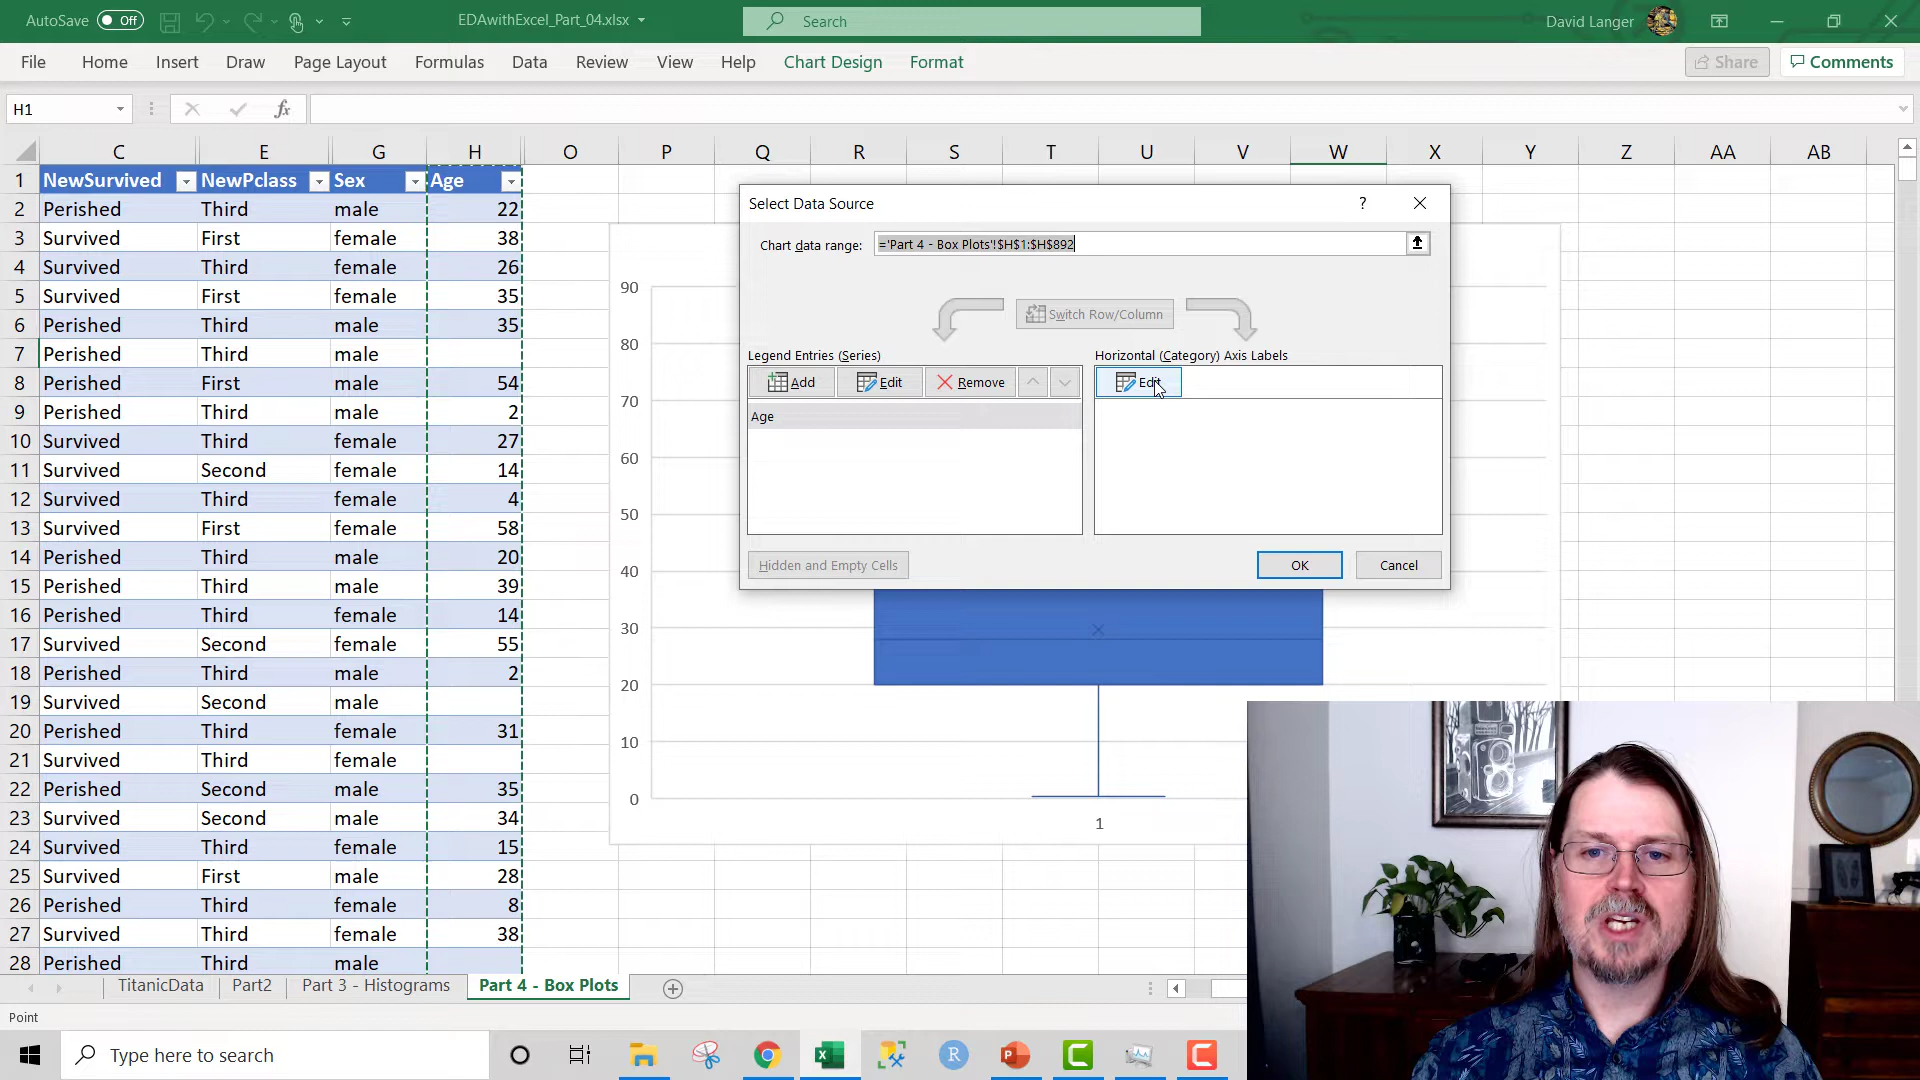 AutoSave Off EDAwithExcel_Part_04.xlsx Search David Langer
File Home Insert Draw Page Layout Formulas Data Review View Help Chart Design Format Share Comments
H1 fx
C E G H O P Q R S T U V W X Y Z AA AB
1 NewSurvived NewPclass Sex Age
2 Perished Third male 22
3 Survived First female 38
4 Survived Third female 26
5 Survived First female 35
6 Perished Third male 35
7 Perished Third male
8 Perished First male 54
9 Perished Third male 2
10 Survived Third female 27
11 Survived Second female 14
12 Survived Third female 4
13 Survived First female 58
14 Perished Third male 20
15 Perished Third male 39
16 Perished Third female 14
17 Survived Second female 55
18 Perished Third male 2
19 Survived Second male
20 Perished Third female 31
21 Survived Third female
22 Perished Second male 35
23 Survived Second male 34
24 Survived Third female 15
25 Survived First male 28
26 Perished Third female 8
27 Survived Third female 38
28 Perished Third male
Select Data Source ?
Chart data range: ='Part 4 - Box Plots'!$H$1:$H$892
Switch Row/Column
Legend Entries (Series)
Add Edit Remove
Age
Horizontal (Category) Axis Labels
Edit
Hidden and Empty Cells OK Cancel
90
80
70
60
50
40
30
20
10
0
1
TitanicData Part2 Part 3 - Histograms Part 4 - Box Plots
Point
Type here to search